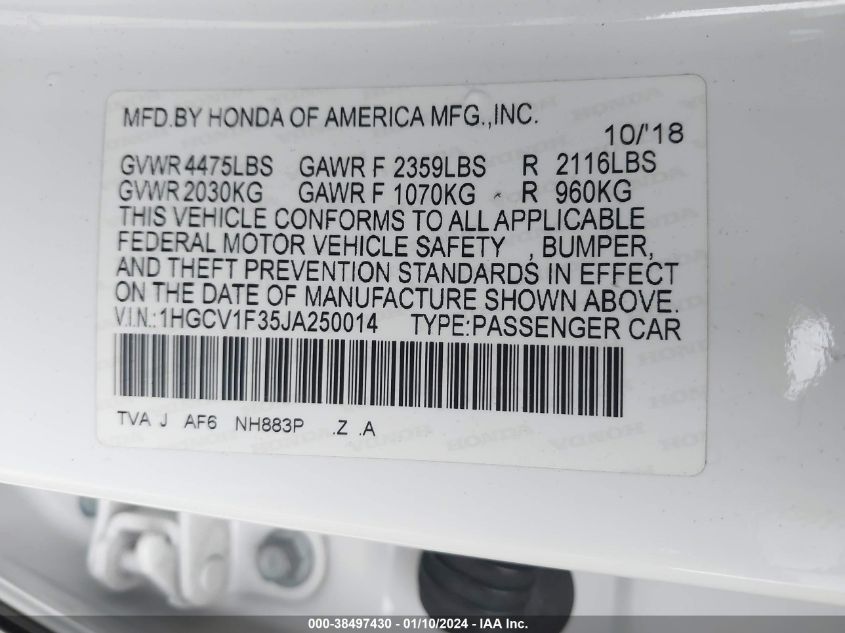 MFD.BY HONDA OF AMERICA MFG.,INC.
10/'18
GVWR 4475LBS GAWR F 2359LBS R 2116LBS
GVWR 2030KG GAWR F 1070KG R 960KG
THIS VEHICLE CONFORMS TO ALL APPLICABLE
FEDERAL MOTOR VEHICLE SAFETY , BUMPER,
AND THEFT PREVENTION STANDARDS IN EFFECT
ON THE DATE OF MANUFACTURE SHOWN ABOVE.
V.I.N.:1HGCV1F35JA250014 TYPE:PASSENGER CAR
TVA J AF6 NH883P .Z .A
HONDA HONDA
000-38497430 - 01/10/2024 - IAA Inc.